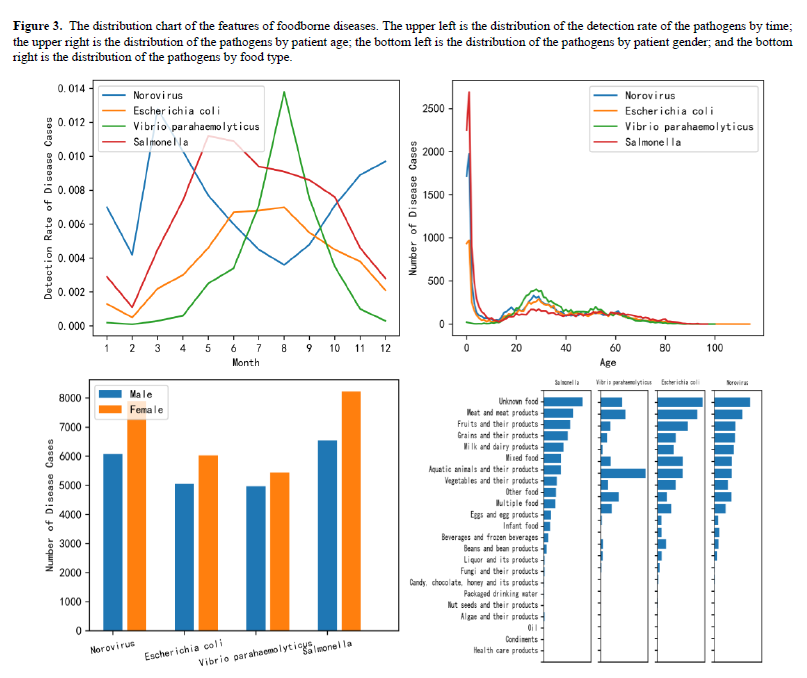 Figure 3. The distribution chart of the features of foodborne diseases. The upper left is the distribution of the detection rate of the pathogens by time;
the upper right is the distribution of the pathogens by patient age; the bottom left is the distribution of the pathogens by patient gender; and the bottom
right is the distribution of the pathogens by food type.
Detection Rate of Disease Cases
0.014
0.012
0.010
0.008
0.006
0.004
0.002
0.000
Norovirus
Escherichia coli
Vibrio parahaemolyticus
Salmonella
1 2 3 4 5 6 7 8 9 10 11 12
Month
Number of Disease Cases
2500
2000
1500
1000
500
0
Norovirus
Escherichia coli
Vibrio parahaemolyticus
Salmonella
0 20 40 60 80 100
Age
Number of Disease Cases
8000
7000
6000
5000
4000
3000
2000
1000
0
Male
Female
Norovirus Escherichia coli Vibrio parahaemolyticus Salmonella
Salmonella Vibrio parahaemolyticus Escherichia coli Norovirus
Unknown food
Meat and meat products
Fruits and their products
Grains and their products
Milk and dairy products
Mixed food
Aquatic animals and their products
Vegetables and their products
Other food
Multiple food
Eggs and egg products
Infant food
Beverages and frozen beverages
Beans and bean products
Liquor and its products
Fungi and their products
Candy, chocolate, honey and its products
Packaged drinking water
Nut seeds and their products
Algae and their products
Oil
Condiments
Health care products